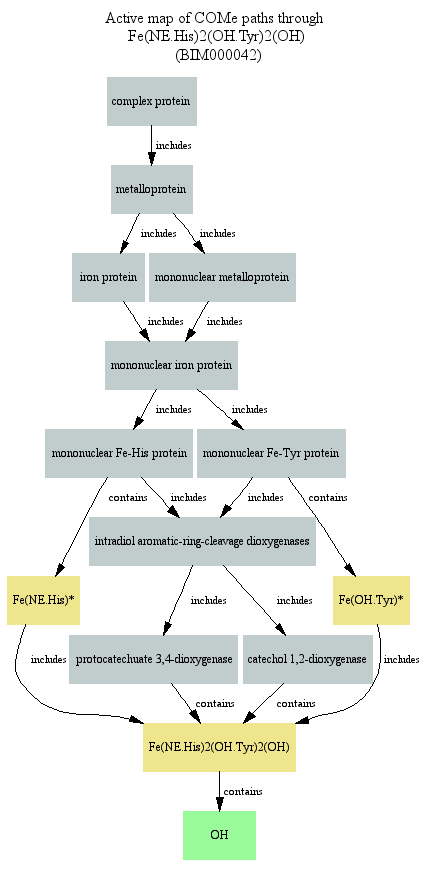 Active map of COMe paths through
Fe(NE.His)2(OH.Tyr)2(OH)
(BIM000042)
complex protein
includes
metalloprotein
includes includes
iron protein mononuclear metalloprotein
includes includes
mononuclear iron protein
includes includes
mononuclear Fe-His protein mononuclear Fe-Tyr protein
contains includes includes contains
intradiol aromatic-ring-cleavage dioxygenases
Fe(NE.His)* includes includes Fe(OH.Tyr)*
includes protocatechuate 3,4-dioxygenase catechol 1,2-dioxygenase includes
contains contains
Fe(NE.His)2(OH.Tyr)2(OH)
contains
OH